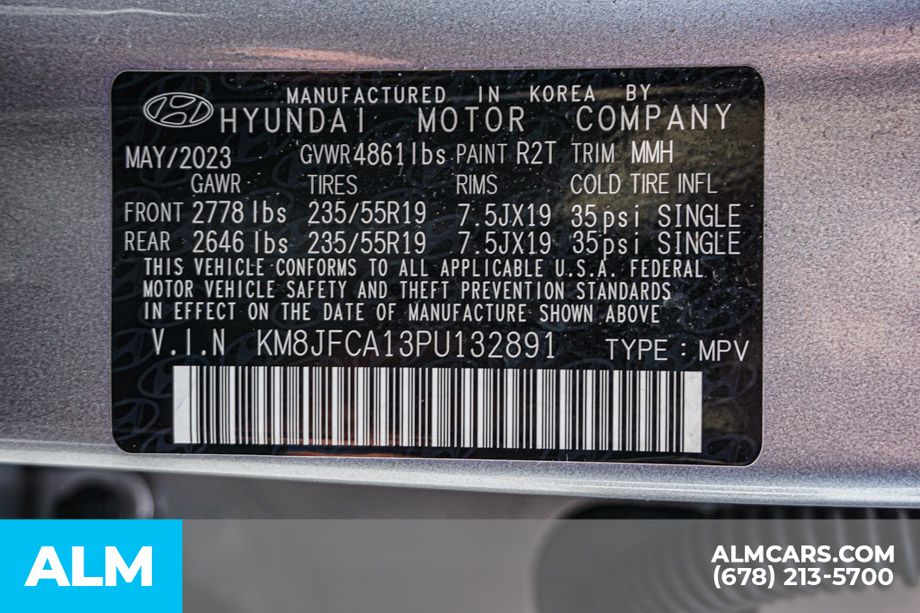 MANUFACTURED IN KOREA BY
HYUNDAI MOTOR COMPANY
MAY/2023 GVWR 4861lbs PAINT R2T TRIM MMH
GAWR TIRES RIMS COLD TIRE INFL
FRONT 2778 lbs 235/55R19 7.5JX19 35psi SINGLE
REAR 2646 lbs 235/55R19 7.5JX19 35psi SINGLE
THIS VEHICLE CONFORMS TO ALL APPLICABLE U.S.A. FEDERAL
MOTOR VEHICLE SAFETY AND THEFT PREVENTION STANDARDS
IN EFFECT ON THE DATE OF MANUFACTURE SHOWN ABOVE
V.I.N KM8JFCA13PU132891 TYPE : MPV
ALM
ALMCARS.COM
(678) 213-5700